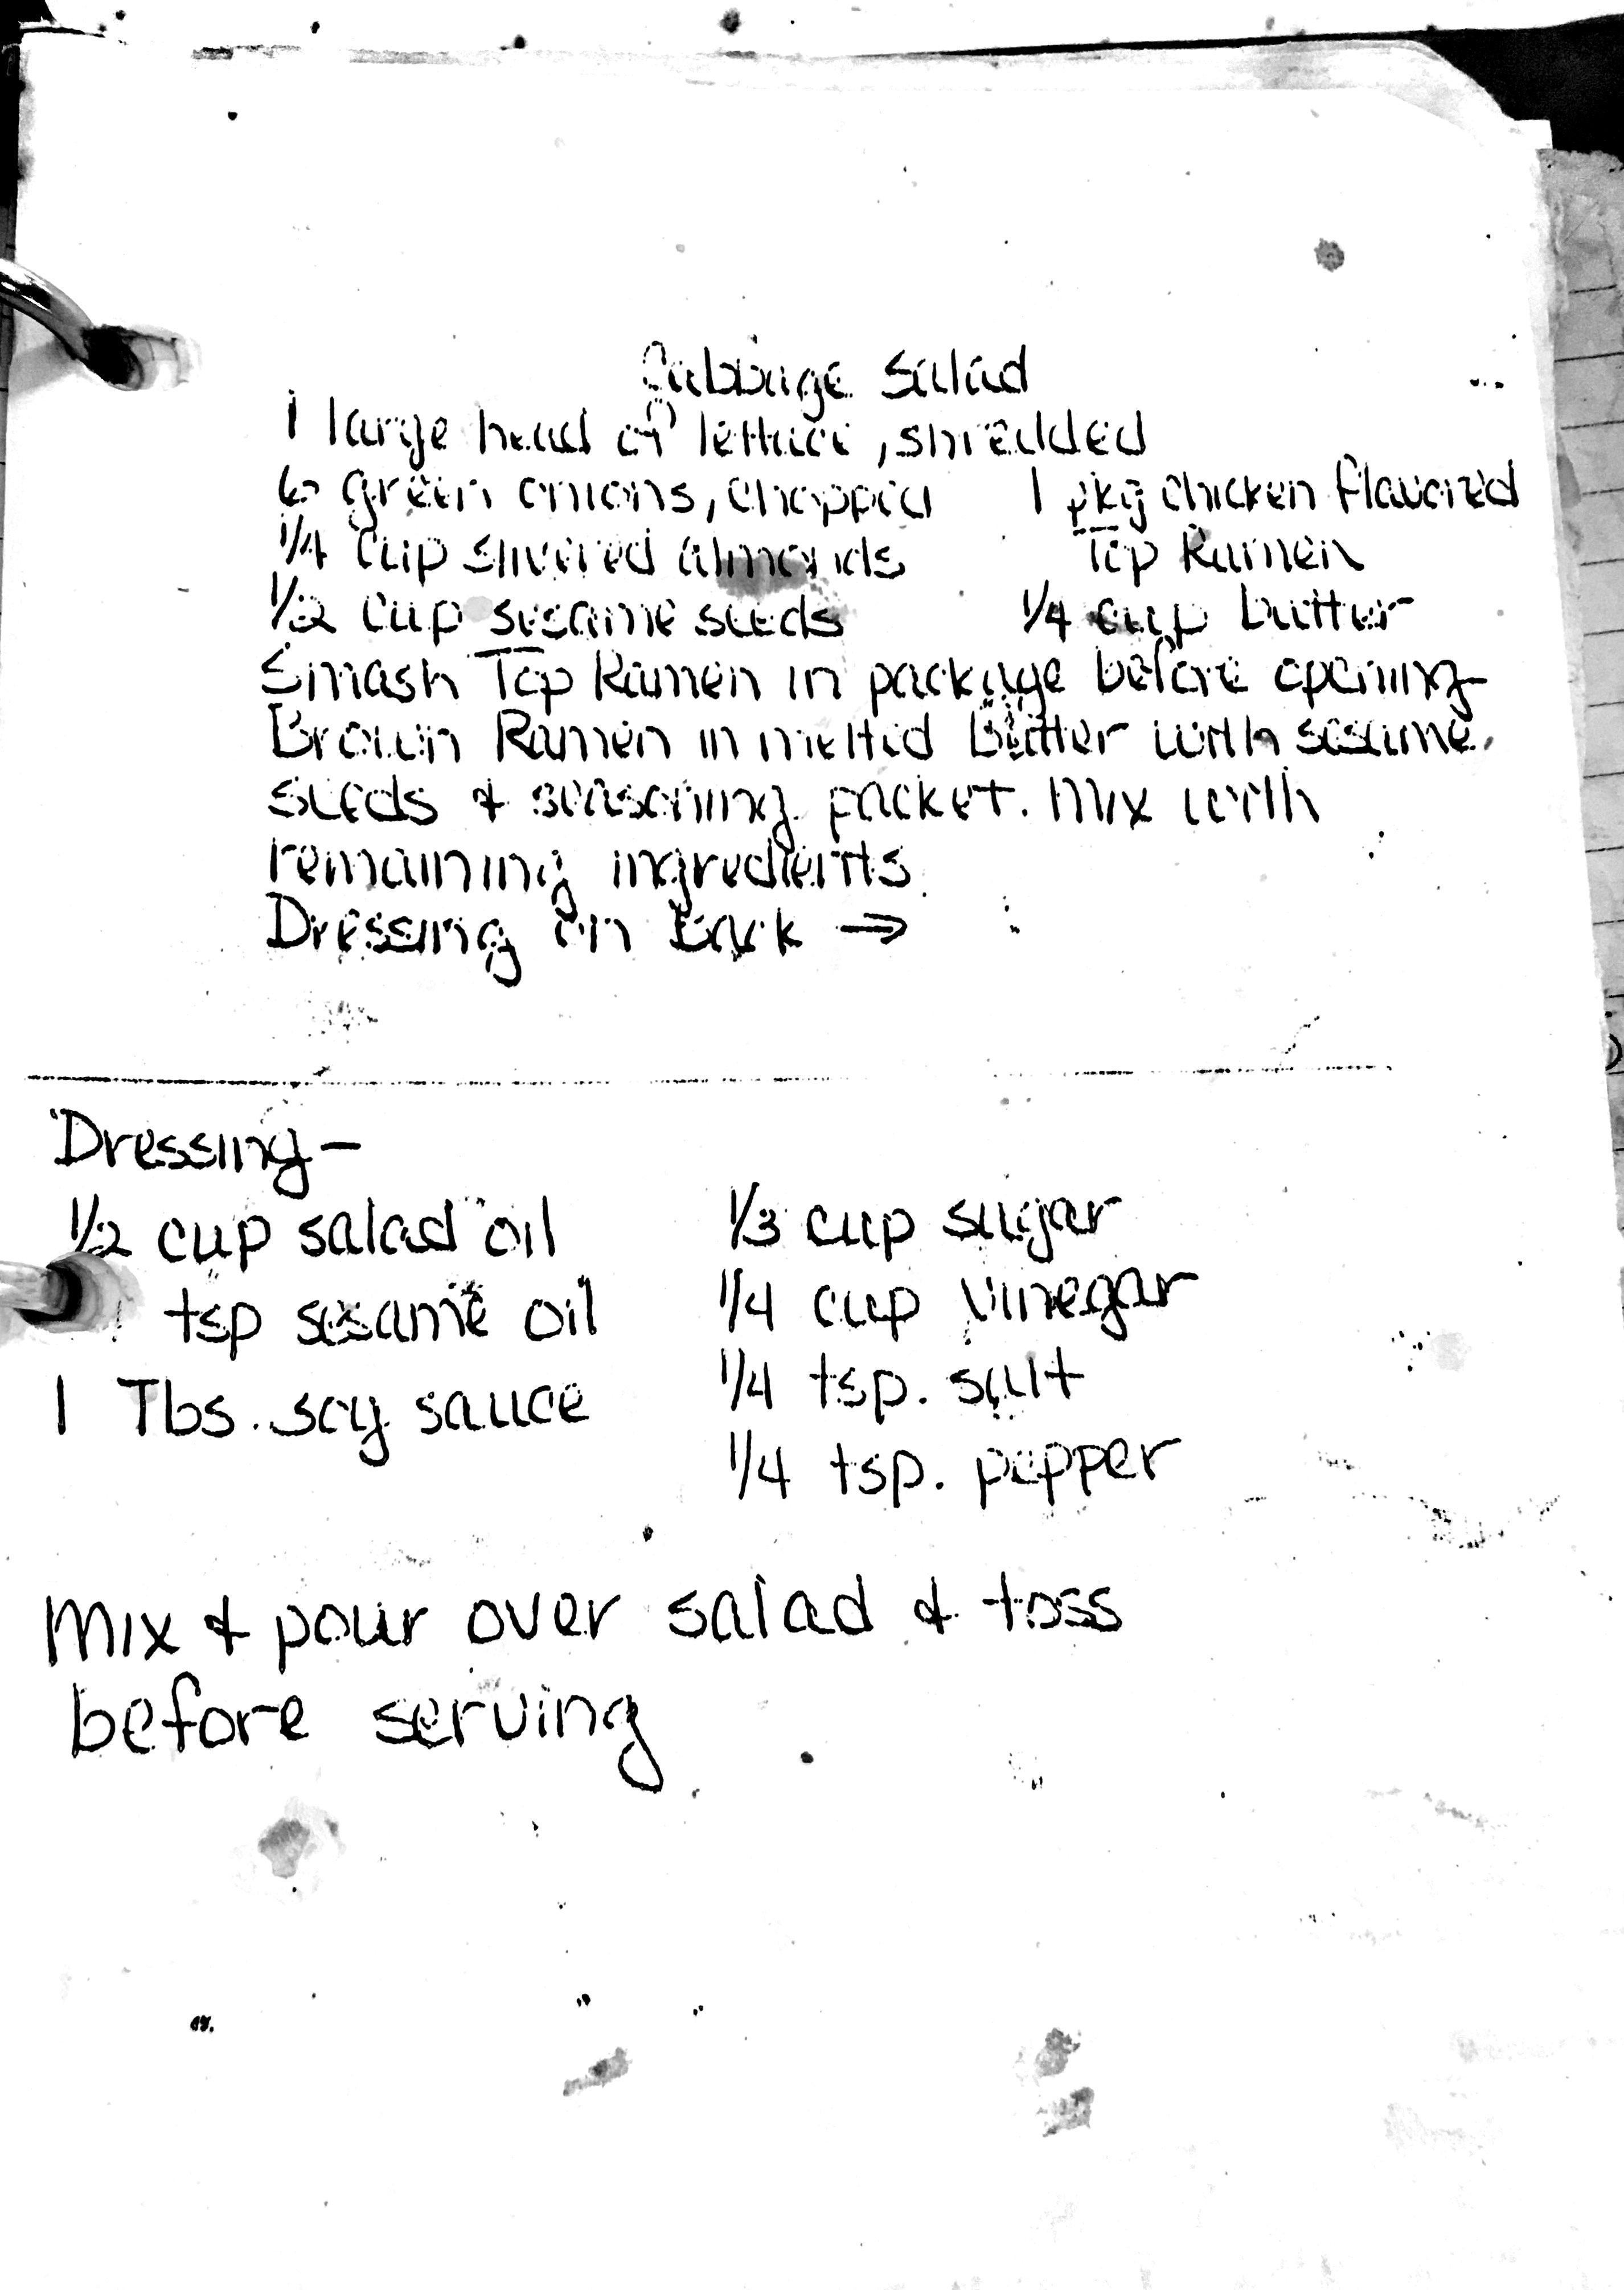 Cabbage Salad
1 large head of lettuce, shredded
6 green onions, chopped
1 pkg chicken flavored
Top Ramen
1/4 cup slivered almonds
1/2 cup sesame seeds
1/4 cup butter
Smash Top Ramen in package before opening
Brown Ramen in melted Butter with sesame
seeds & seasoning packet. Mix with
remaining ingredients
Dressing on back →
Dressing —
1/2 cup salad oil
tsp sesame oil
1 Tbs. soy sauce
1/3 cup sugar
1/4 cup vinegar
1/4 tsp. salt
1/4 tsp. pepper
Mix & pour over salad & toss
before serving